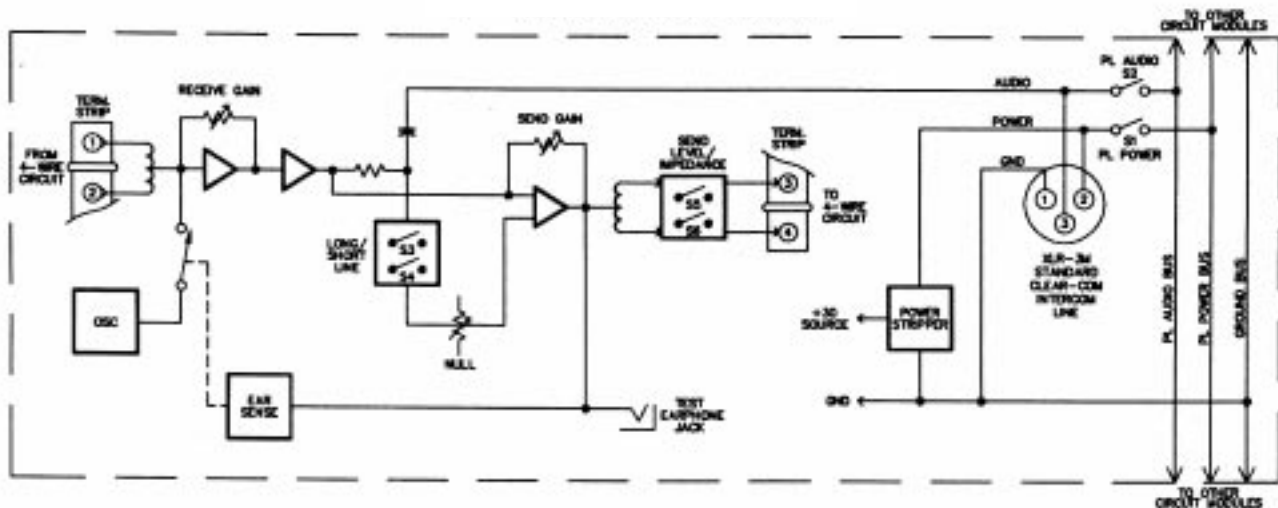 TO OTHER
CIRCUIT MODULES
PL AUDIO
S2
AUDIO
RECEIVE GAIN
TERM.
STRIP
1
2
FROM
4-WIRE
CIRCUIT
SEND GAIN
SEND
LEVEL/
IMPEDANCE
S5
S6
TERM.
STRIP
3
4
TO
4-WIRE
CIRCUIT
POWER
S1
PL POWER
GND
1
2
3
XLR-3M
STANDARD
CLEAR-COM
INTERCOM
LINE
LONG/
SHORT
LINE
S3
S4
OSC
NULL
EAR
SENSE
TEST
EARPHONE
JACK
+30
SOURCE
POWER
STRIPPER
GND
PL AUDIO BUS
PL POWER BUS
GROUND BUS
TO OTHER
CIRCUIT MODULES